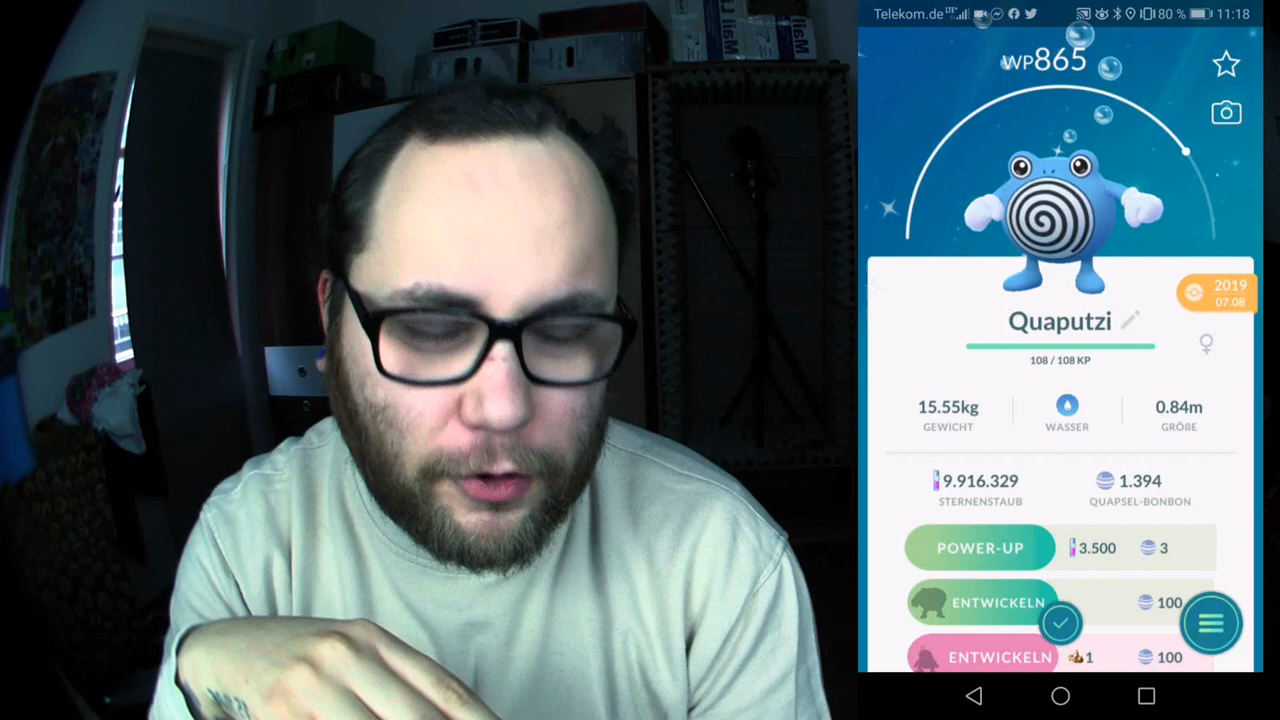 Telekom.de LTE 80 % 11:18
WP865
2019
07.08
Quaputzi
108 / 108 KP
15.55kg
GEWICHT
WASSER
0.84m
GRÖßE
9.916.329
STERNENSTAUB
1.394
QUAPSEL-BONBON
POWER-UP 3.500 3
ENTWICKELN 100
ENTWICKELN 1 100